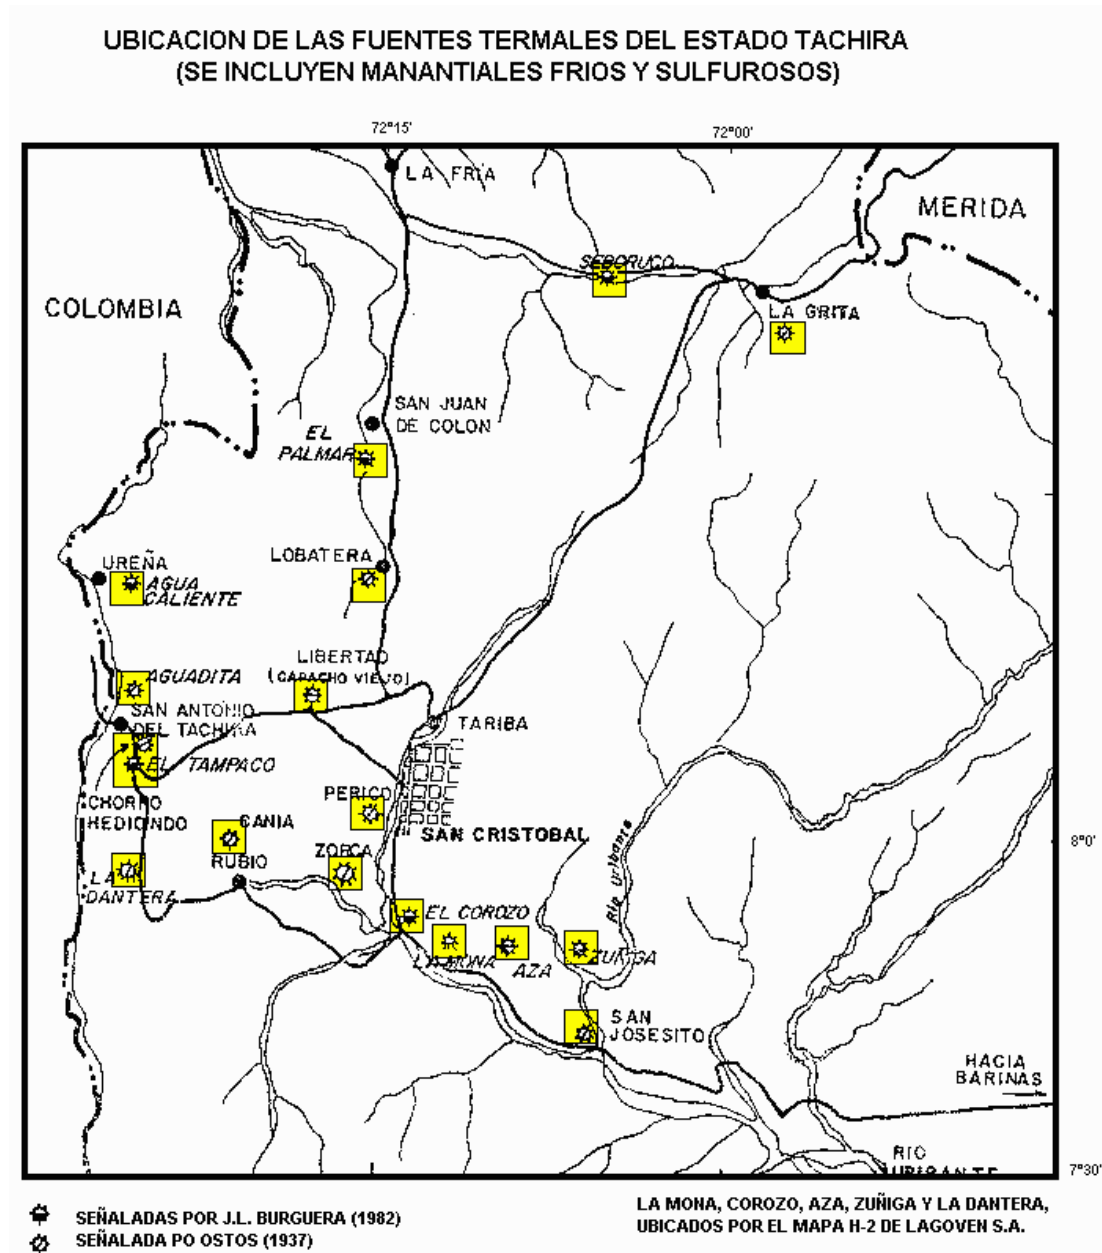 UBICACION DE LAS FUENTES TERMALES DEL ESTADO TACHIRA
(SE INCLUYEN MANANTIALES FRIOS Y SULFUROSOS)
72°15'
72°00'
LA FRÍA
MERIDA
SEBORUCO
COLOMBIA
LA GRITA
SAN JUAN
DE COLON
EL
PALMAR
UREÑA
LOBATERA
AGUA
CALIENTE
LIBERTAD
(CAPACHO VIEJO)
AGUADITA
SAN ANTONIO
DEL TACHIRA
TARIBA
EL TAMPACO
CHORRO
HEDIONDO
PERICO
CANIA
SAN CRISTOBAL
Río Uribante
8°0'
ZORCA
RUBIO
LA
DANTERA
EL COROZO
LA MONA
AZA
ZUÑIGA
SAN
JOSESITO
HACIA
BARINAS
RIO
URIBANTE
7°30'
SEÑALADAS POR J.L. BURGUERA (1982)
SEÑALADA PO OSTOS (1937)
LA MONA, COROZO, AZA, ZUÑIGA Y LA DANTERA,
UBICADOS POR EL MAPA H-2 DE LAGOVEN S.A.